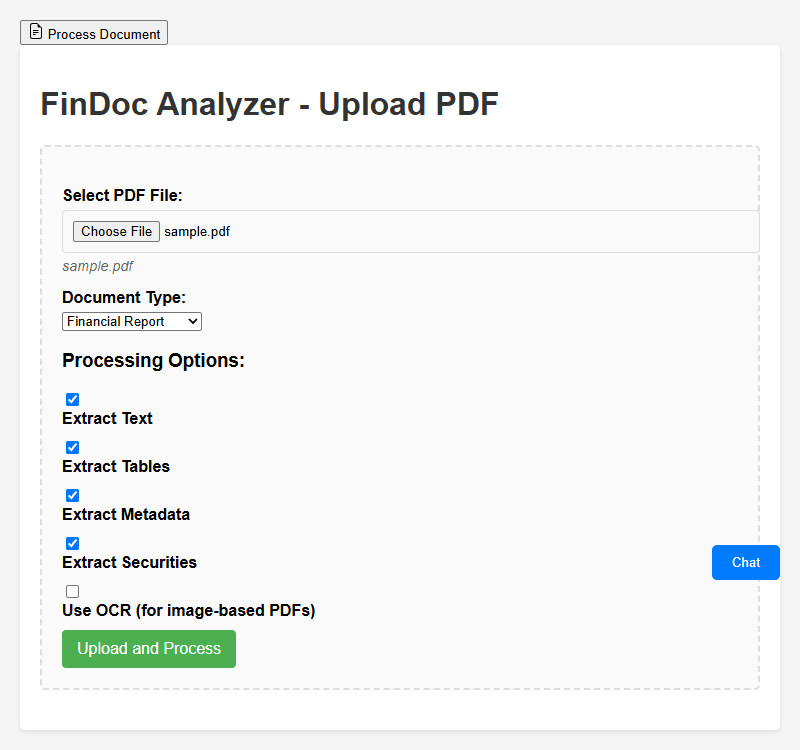 Process Document
FinDoc Analyzer - Upload PDF
Select PDF File:
Choose File sample.pdf
sample.pdf
Document Type:
Financial Report
Processing Options:
Extract Text
Extract Tables
Extract Metadata
Extract Securities
Chat
Use OCR (for image-based PDFs)
Upload and Process